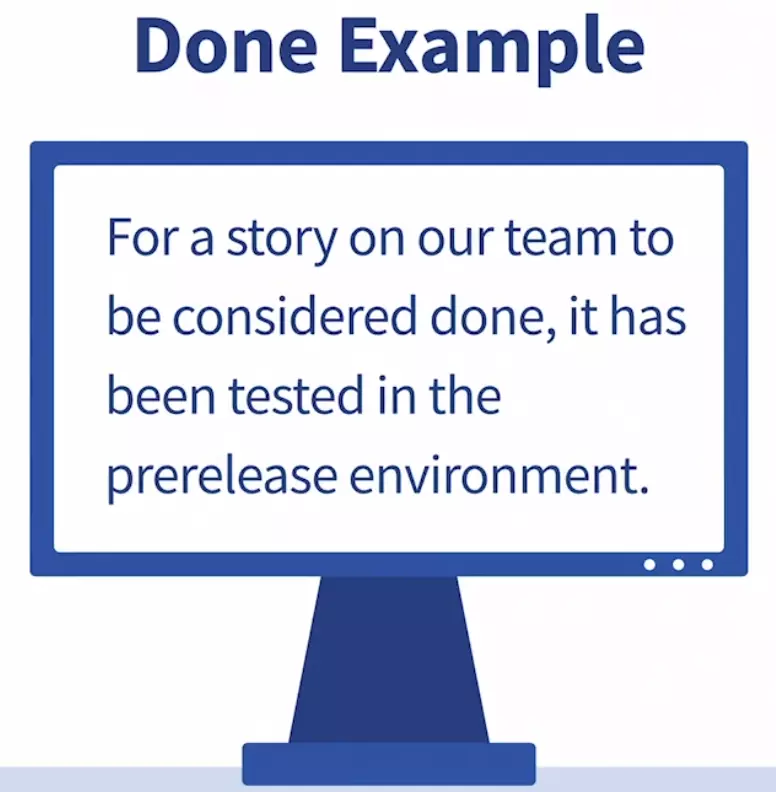 Done Example
For a story on our team to
be considered done, it has
been tested in the
prerelease environment.